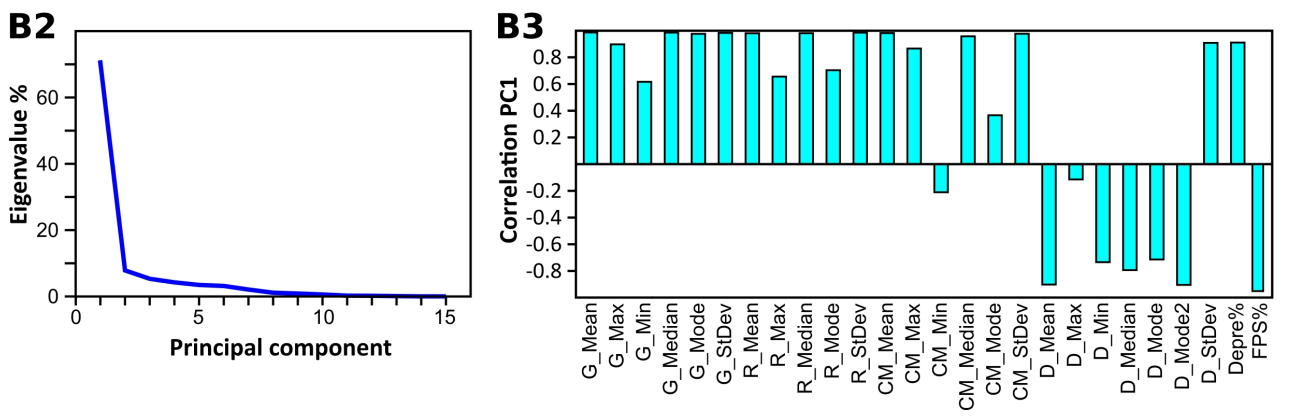 B2
Eigenvalue %
60
40
20
0
0
5
10
15
Principal component
B3
Correlation PC1
0.8
0.6
0.4
0.2
-0.2
-0.4
-0.6
-0.8
G_Mean
G_Max
G_Min
G_Median
G_Mode
G_StDev
R_Mean
R_Max
R_Median
R_Mode
R_StDev
CM_Mean
CM_Max
CM_Min
CM_Median
CM_Mode
CM_StDev
D_Mean
D_Max
D_Min
D_Median
D_Mode
D_Mode2
D_StDev
Depre%
FPS%